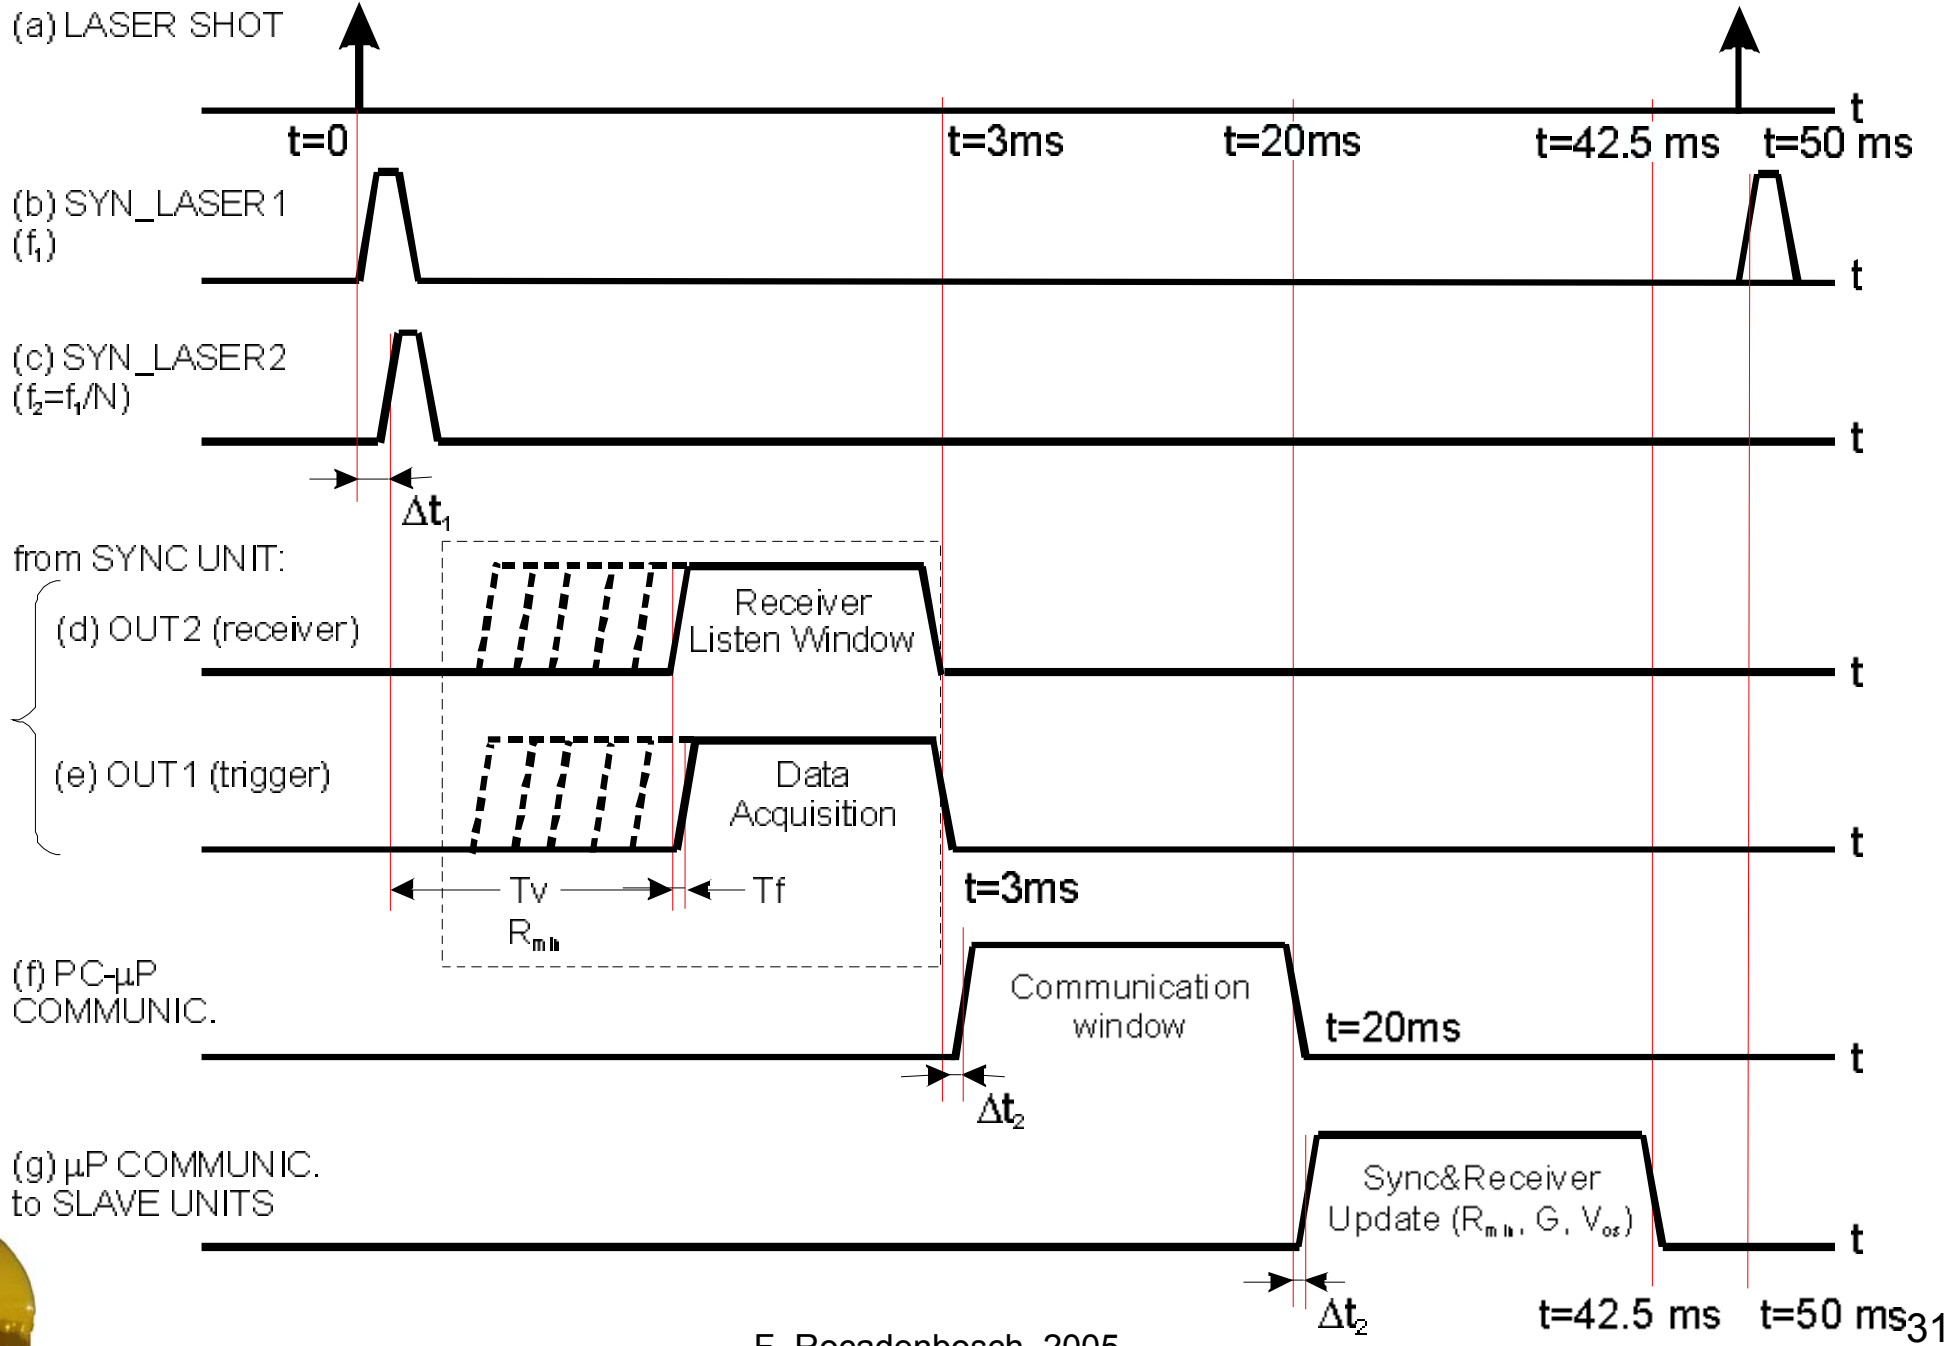 (a) LASER SHOT
t
t=0
t=3ms
t=20ms
t=42.5 ms
t=50 ms
(b) SYN_LASER1
(f₁)
t
(c) SYN_LASER2
(f₂=f₁/N)
t
Δt₁
from SYNC UNIT:
(d) OUT2 (receiver)
Receiver
Listen Window
t
(e) OUT1 (trigger)
Data
Acquisition
t
Tv
Tf
t=3ms
Rmin
(f) PC-µP
COMMUNIC.
Communication
window
t=20ms
t
Δt₂
(g) µP COMMUNIC.
to SLAVE UNITS
Sync&Receiver
Update (Rmin, G, Vos)
t
Δt₂
t=42.5 ms
t=50 ms
31
F. Rocadenbosch, 2005